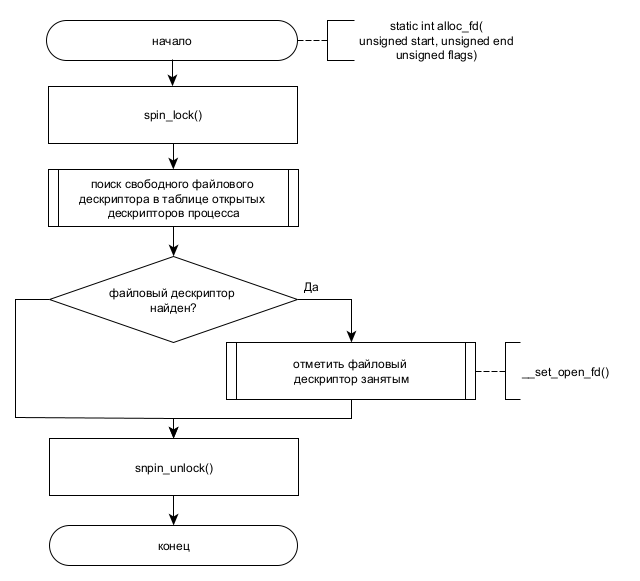 начало
static int alloc_fd(
unsigned start, unsigned end
unsigned flags)
spin_lock()
поиск свободного файлового
дескриптора в таблице открытых
дескрипторов процесса
файловый дескриптор
найден?
Да
отметить файловый
дескриптор занятым
__set_open_fd()
snpin_unlock()
конец